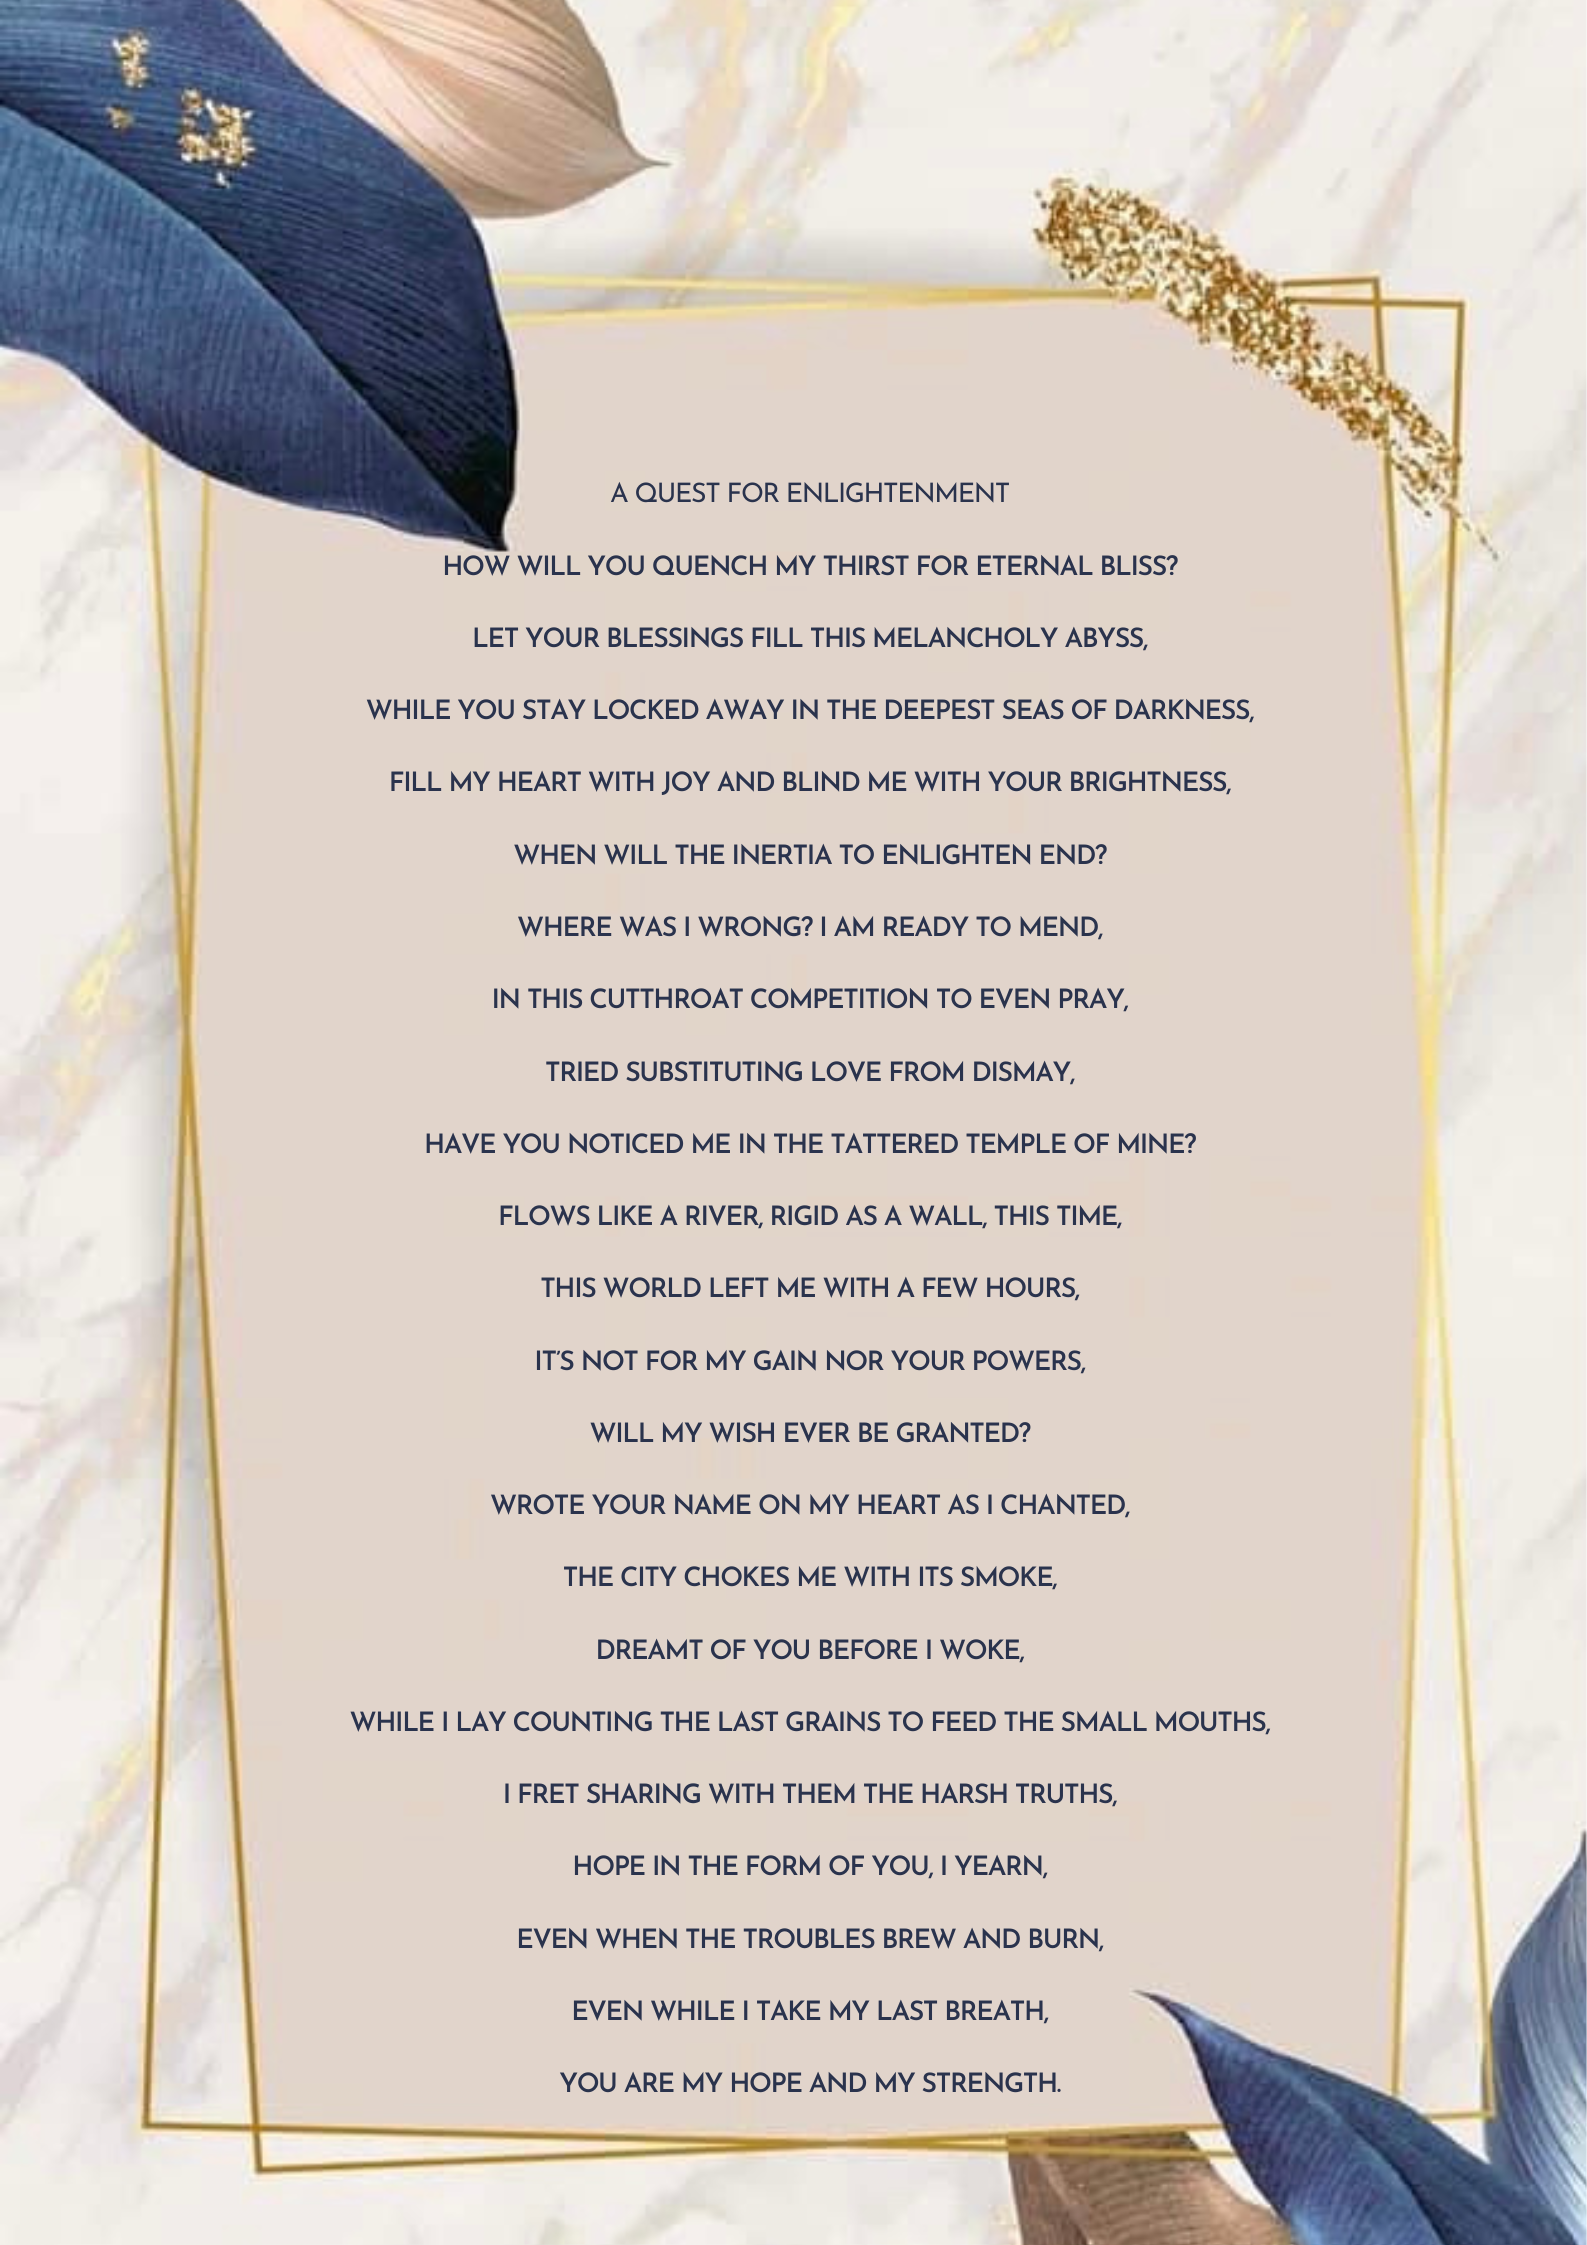 A QUEST FOR ENLIGHTENMENT
HOW WILL YOU QUENCH MY THIRST FOR ETERNAL BLISS?
LET YOUR BLESSINGS FILL THIS MELANCHOLY ABYSS,
WHILE YOU STAY LOCKED AWAY IN THE DEEPEST SEAS OF DARKNESS,
FILL MY HEART WITH JOY AND BLIND ME WITH YOUR BRIGHTNESS,
WHEN WILL THE INERTIA TO ENLIGHTEN END?
WHERE WAS I WRONG? I AM READY TO MEND,
IN THIS CUTTHROAT COMPETITION TO EVEN PRAY,
TRIED SUBSTITUTING LOVE FROM DISMAY,
HAVE YOU NOTICED ME IN THE TATTERED TEMPLE OF MINE?
FLOWS LIKE A RIVER, RIGID AS A WALL, THIS TIME,
THIS WORLD LEFT ME WITH A FEW HOURS,
IT'S NOT FOR MY GAIN NOR YOUR POWERS,
WILL MY WISH EVER BE GRANTED?
WROTE YOUR NAME ON MY HEART AS I CHANTED,
THE CITY CHOKES ME WITH ITS SMOKE,
DREAMT OF YOU BEFORE I WOKE,
WHILE I LAY COUNTING THE LAST GRAINS TO FEED THE SMALL MOUTHS,
I FRET SHARING WITH THEM THE HARSH TRUTHS,
HOPE IN THE FORM OF YOU, I YEARN,
EVEN WHEN THE TROUBLES BREW AND BURN,
EVEN WHILE I TAKE MY LAST BREATH,
YOU ARE MY HOPE AND MY STRENGTH.